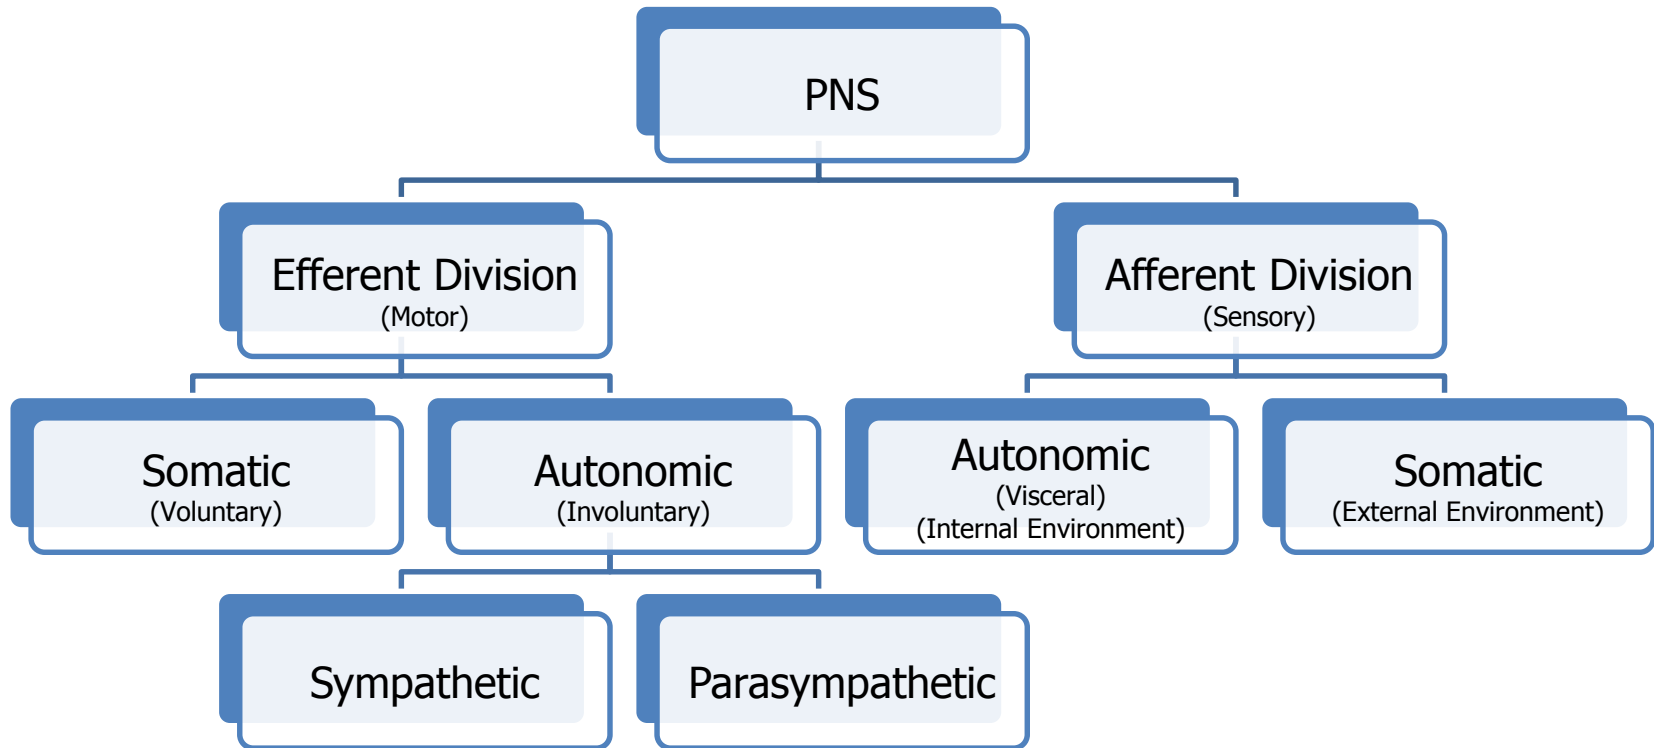 PNS
Efferent Division
(Motor)
Afferent Division
(Sensory)
Somatic
(Voluntary)
Autonomic
(Involuntary)
Autonomic
(Visceral)
(Internal Environment)
Somatic
(External Environment)
Sympathetic
Parasympathetic